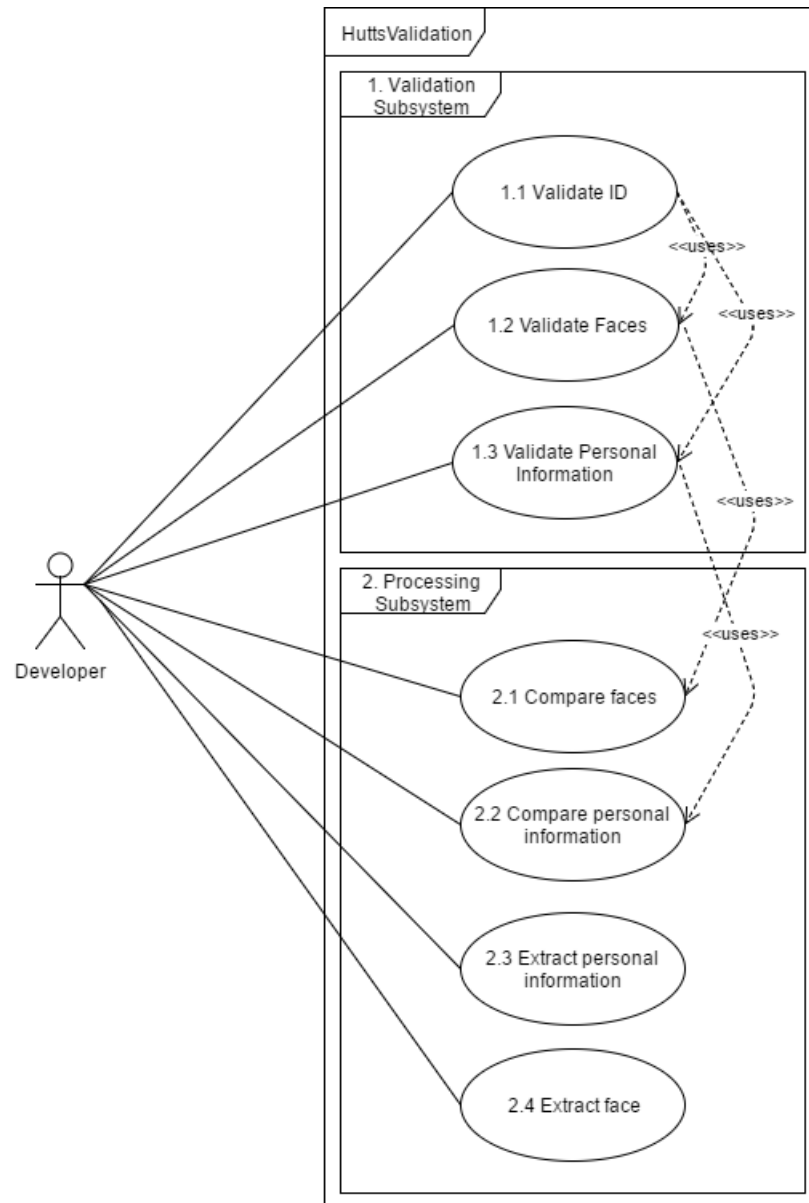 HuttsValidation
1. Validation
Subsystem
1.1 Validate ID
<<uses>>
1.2 Validate Faces
<<uses>>
1.3 Validate Personal
Information
<<uses>>
2. Processing
Subsystem
<<uses>>
Developer
2.1 Compare faces
2.2 Compare personal
information
2.3 Extract personal
information
2.4 Extract face